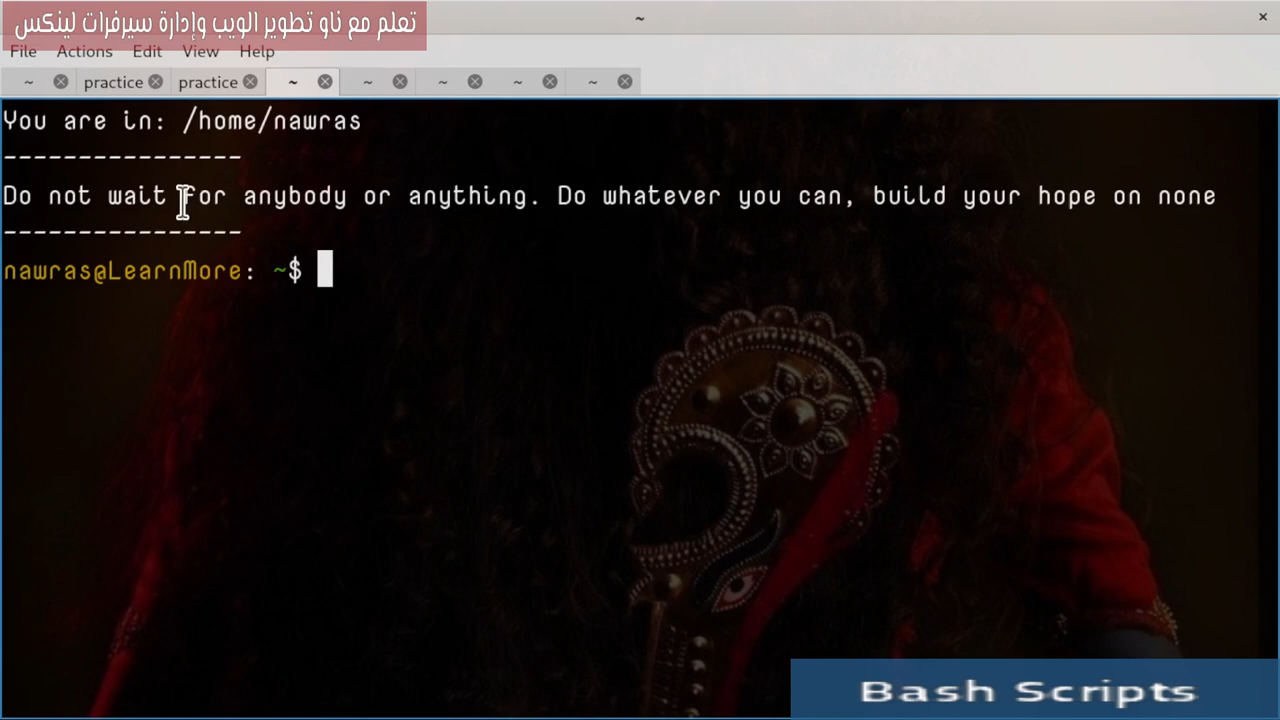 تعلم مع ناو تطوير الويب وإدارة سيرفرات لينكس
~
×
File Actions Edit View Help
~ practice practice ~ ~ ~ ~ ~
You are in: /home/nawras
----------------
Do not wait for anybody or anything. Do whatever you can, build your hope on none
----------------
nawras@LearnMore: ~$
Bash Scripts